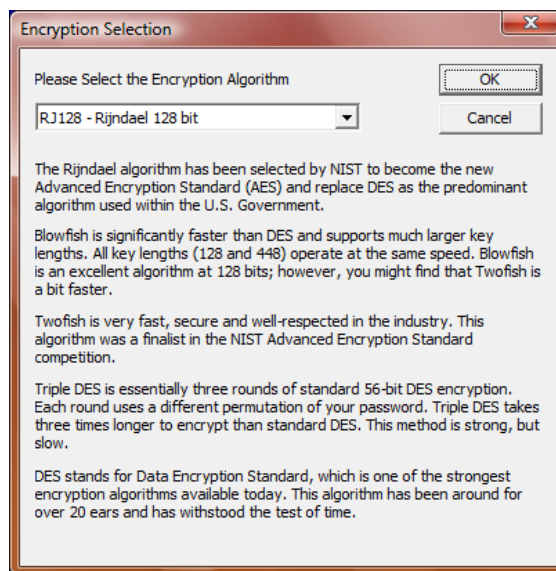 Encryption Selection
Please Select the Encryption Algorithm
OK
RJ128 - Rijndael 128 bit
Cancel
The Rijndael algorithm has been selected by NIST to become the new
Advanced Encryption Standard (AES) and replace DES as the predominant
algorithm used within the U.S. Government.
Blowfish is significantly faster than DES and supports much larger key
lengths. All key lengths (128 and 448) operate at the same speed. Blowfish
is an excellent algorithm at 128 bits; however, you might find that Twofish is
a bit faster.
Twofish is very fast, secure and well-respected in the industry. This
algorithm was a finalist in the NIST Advanced Encryption Standard
competition.
Triple DES is essentially three rounds of standard 56-bit DES encryption.
Each round uses a different permutation of your password. Triple DES takes
three times longer to encrypt than standard DES. This method is strong, but
slow.
DES stands for Data Encryption Standard, which is one of the strongest
encryption algorithms available today. This algorithm has been around for
over 20 ears and has withstood the test of time.